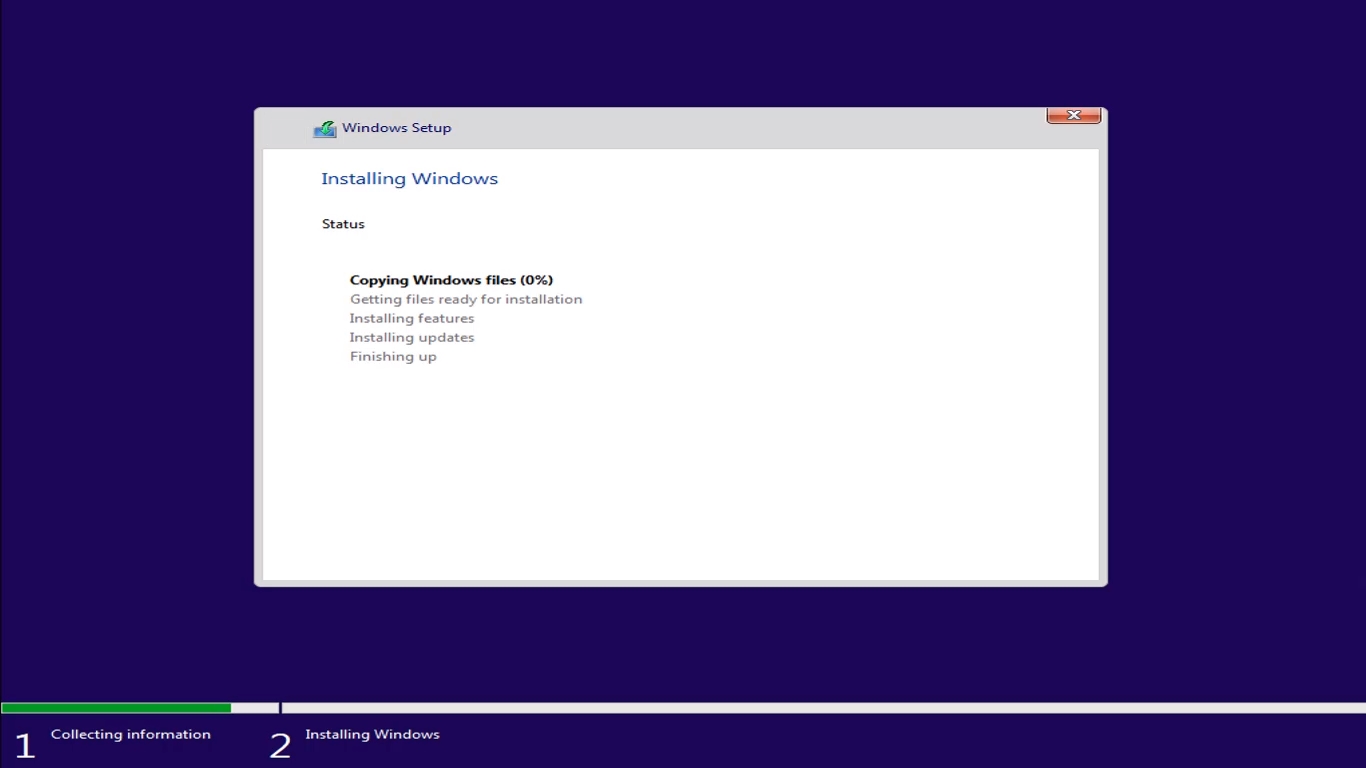 Windows Setup
Installing Windows
Status
Copying Windows files (0%)
Getting files ready for installation
Installing features
Installing updates
Finishing up
1 Collecting information 2 Installing Windows